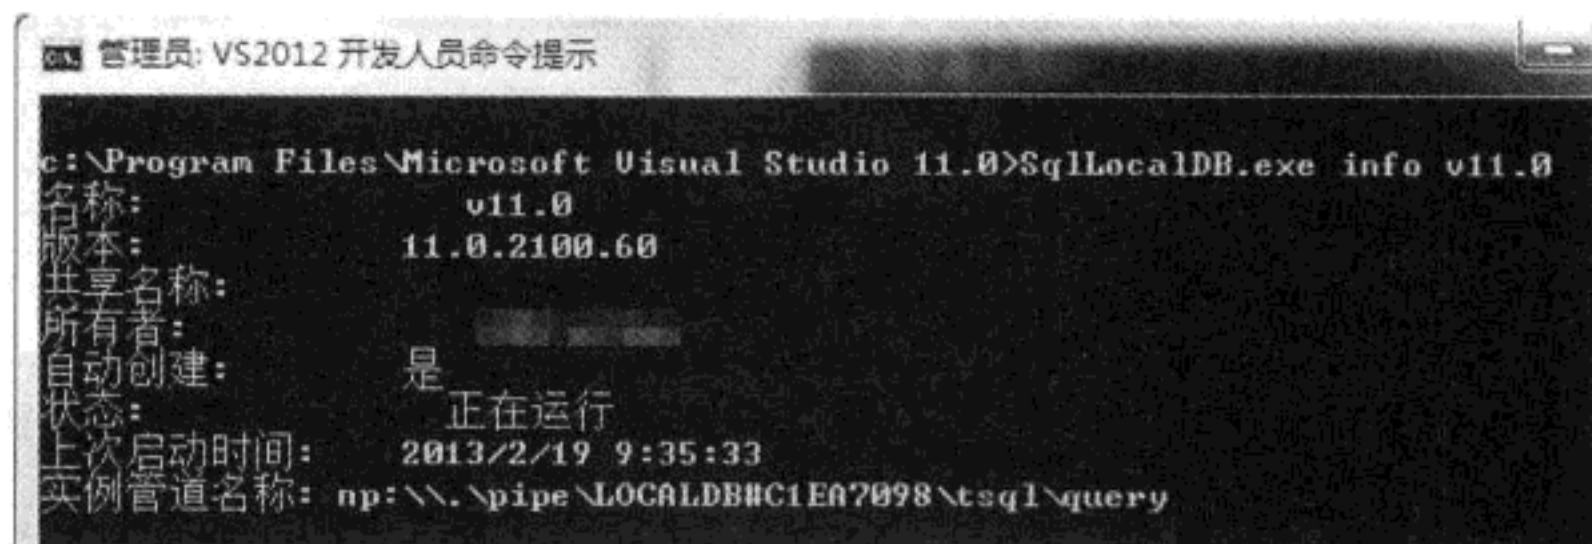 管理员: VS2012 开发人员命令提示
c:\Program Files\Microsoft Visual Studio 11.0>SqlLocalDB.exe info v11.0
名称: v11.0
版本: 11.0.2100.60
共享名称:
所有者:
自动创建: 是
状态: 正在运行
上次启动时间: 2013/2/19 9:35:33
实例管道名称: np:\\.\pipe\LOCALDB#C1EA7098\tsql\query